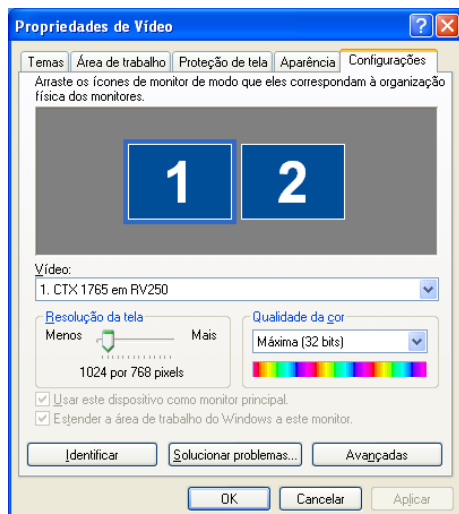 Propriedades de Vídeo
Temas Área de trabalho Proteção de tela Aparência Configurações
Arraste os ícones de monitor de modo que eles correspondam à organização
física dos monitores.
1 2
Vídeo:
1. CTX 1765 em RV250
Resolução da tela
Menos Mais
1024 por 768 pixels
Qualidade da cor
Máxima (32 bits)
Usar este dispositivo como monitor principal.
Estender a área de trabalho do Windows a este monitor.
Identificar Solucionar problemas... Avançadas
OK Cancelar Aplicar